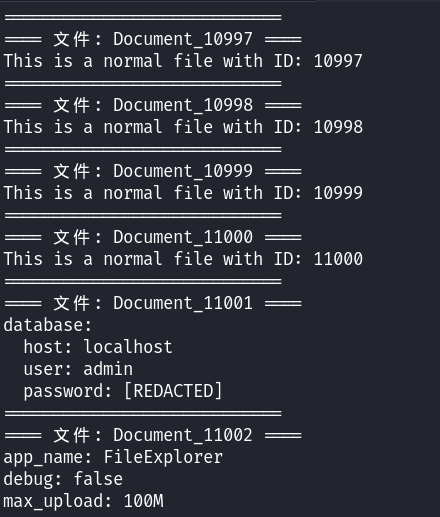 ============================
==== 文件: Document_10997 ====
This is a normal file with ID: 10997
============================
==== 文件: Document_10998 ====
This is a normal file with ID: 10998
============================
==== 文件: Document_10999 ====
This is a normal file with ID: 10999
============================
==== 文件: Document_11000 ====
This is a normal file with ID: 11000
============================
==== 文件: Document_11001 ====
database:
  host: localhost
  user: admin
  password: [REDACTED]
============================
==== 文件: Document_11002 ====
app_name: FileExplorer
debug: false
max_upload: 100M